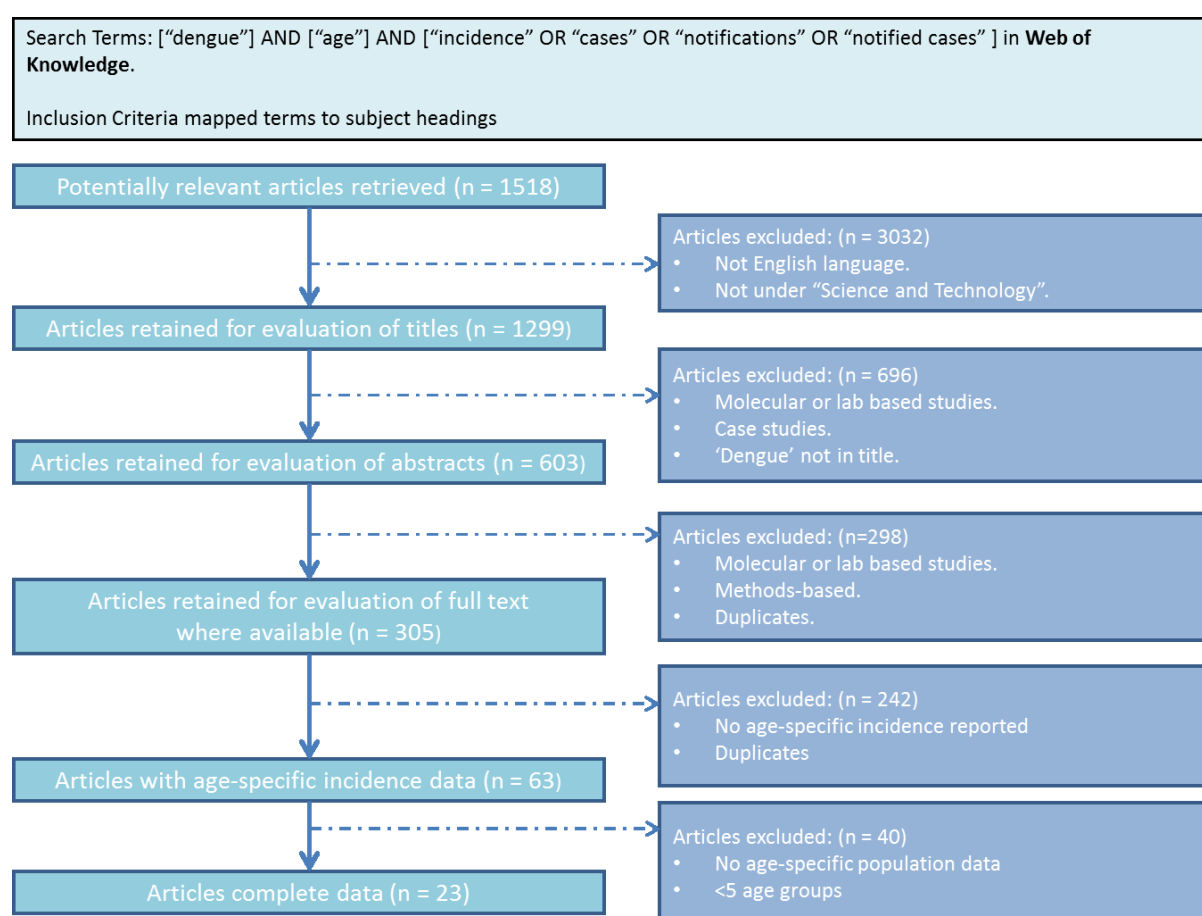 Search Terms: [“dengue”] AND [“age”] AND [“incidence” OR “cases” OR “notifications” OR “notified cases” ] in Web of
Knowledge.
Inclusion Criteria mapped terms to subject headings
Potentially relevant articles retrieved (n = 1518)
Articles excluded: (n = 3032)
• Not English language.
• Not under “Science and Technology”.
Articles retained for evaluation of titles (n = 1299)
Articles excluded: (n = 696)
• Molecular or lab based studies.
• Case studies.
• ‘Dengue’ not in title.
Articles retained for evaluation of abstracts (n = 603)
Articles excluded: (n=298)
• Molecular or lab based studies.
• Methods-based.
• Duplicates.
Articles retained for evaluation of full text
where available (n = 305)
Articles excluded: (n = 242)
• No age-specific incidence reported
• Duplicates
Articles with age-specific incidence data (n = 63)
Articles excluded: (n = 40)
• No age-specific population data
• <5 age groups
Articles complete data (n = 23)